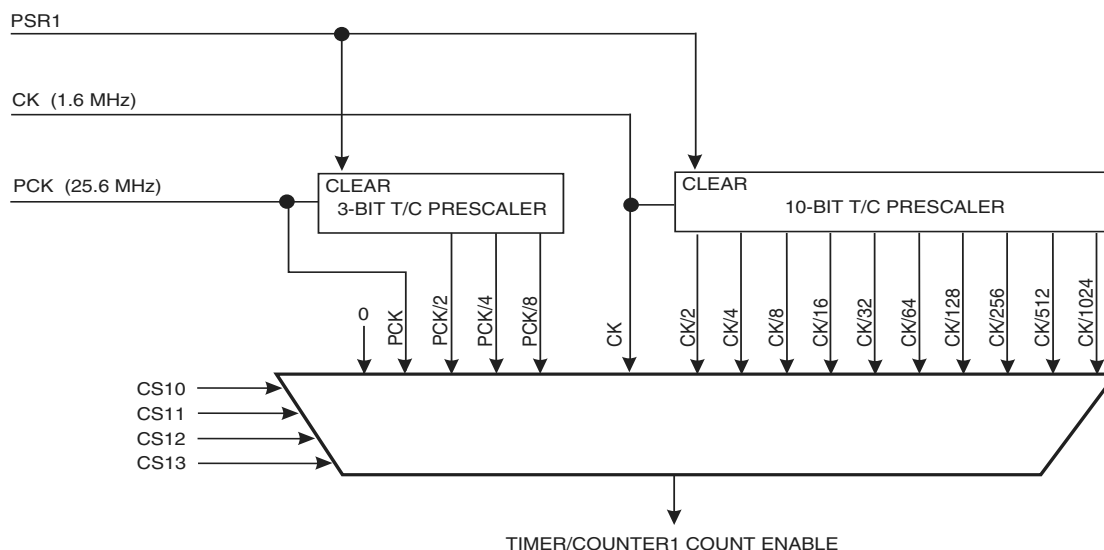 PSR1
CK (1.6 MHz)
PCK (25.6 MHz)
CLEAR
3-BIT T/C PRESCALER
CLEAR
10-BIT T/C PRESCALER
0
PCK
PCK/2
PCK/4
PCK/8
CK
CK/2
CK/4
CK/8
CK/16
CK/32
CK/64
CK/128
CK/256
CK/512
CK/1024
CS10
CS11
CS12
CS13
TIMER/COUNTER1 COUNT ENABLE